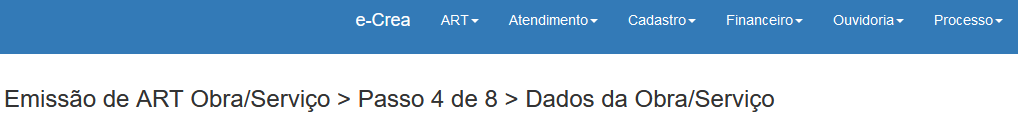 e-Crea ART Atendimento Cadastro Financeiro Ouvidoria Processo
Emissão de ART Obra/Serviço > Passo 4 de 8 > Dados da Obra/Serviço